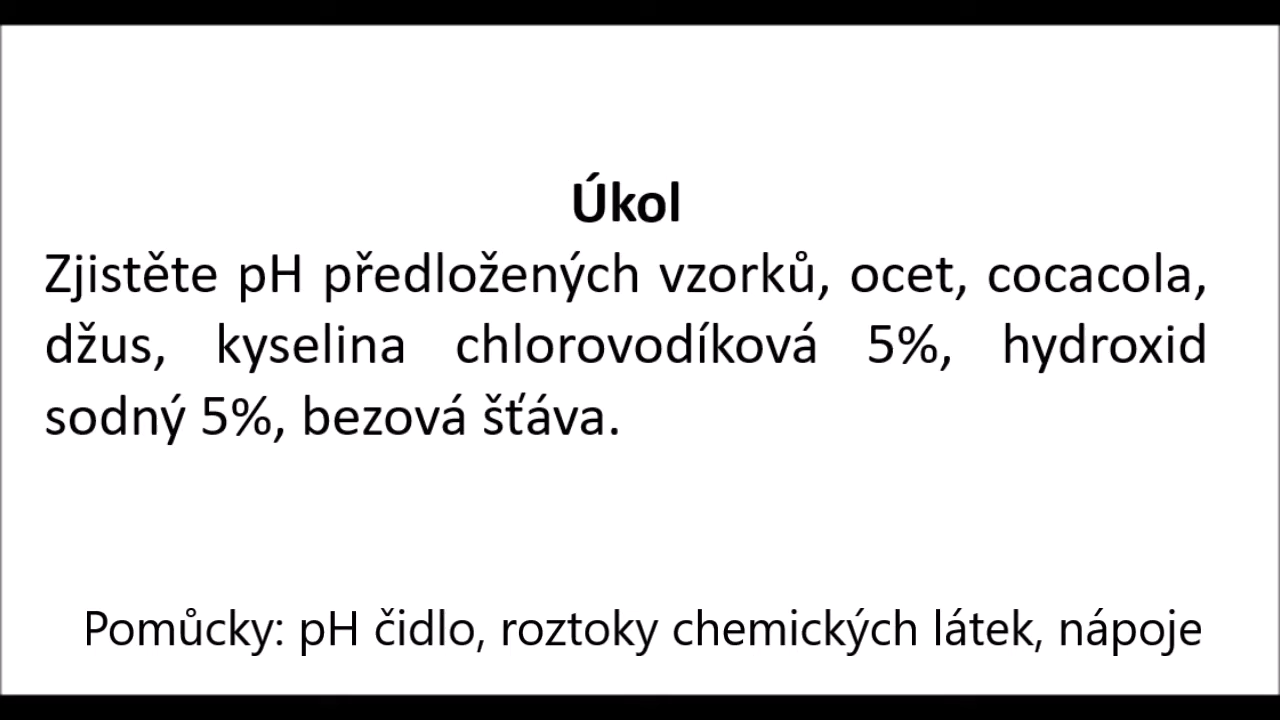 Úkol
Zjistěte pH předložených vzorků, ocet, cocacola,
džus, kyselina chlorovodíková 5%, hydroxid
sodný 5%, bezová šťáva.
Pomůcky: pH čidlo, roztoky chemických látek, nápoje